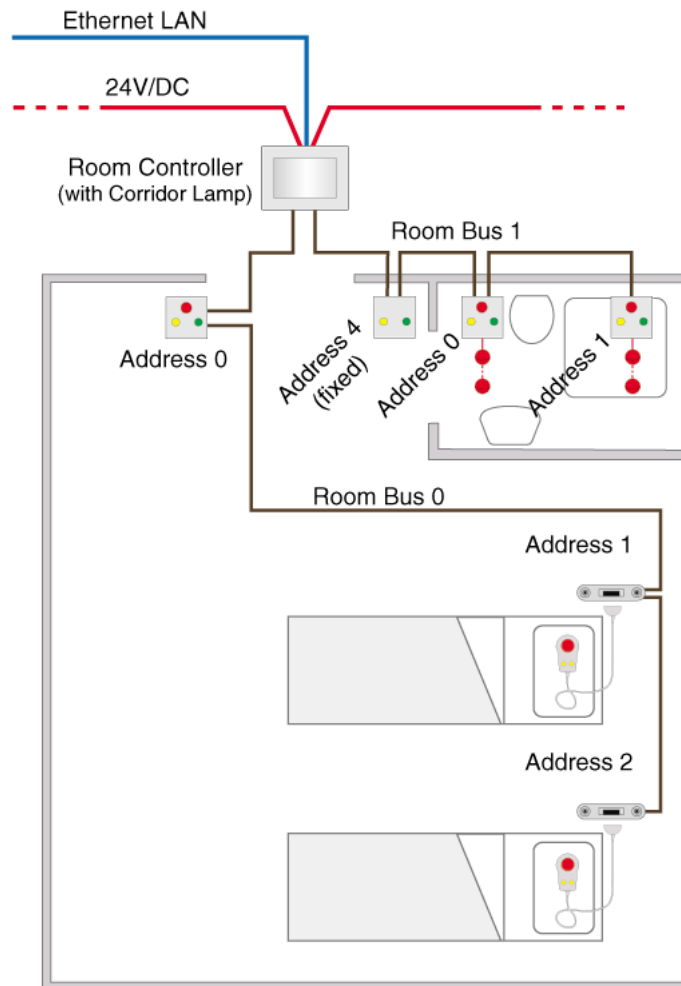 Ethernet LAN
24V/DC
Room Controller
(with Corridor Lamp)
Room Bus 1
Address 0
Address 4
(fixed)
Address 0
Address 1
Room Bus 0
Address 1
Address 2